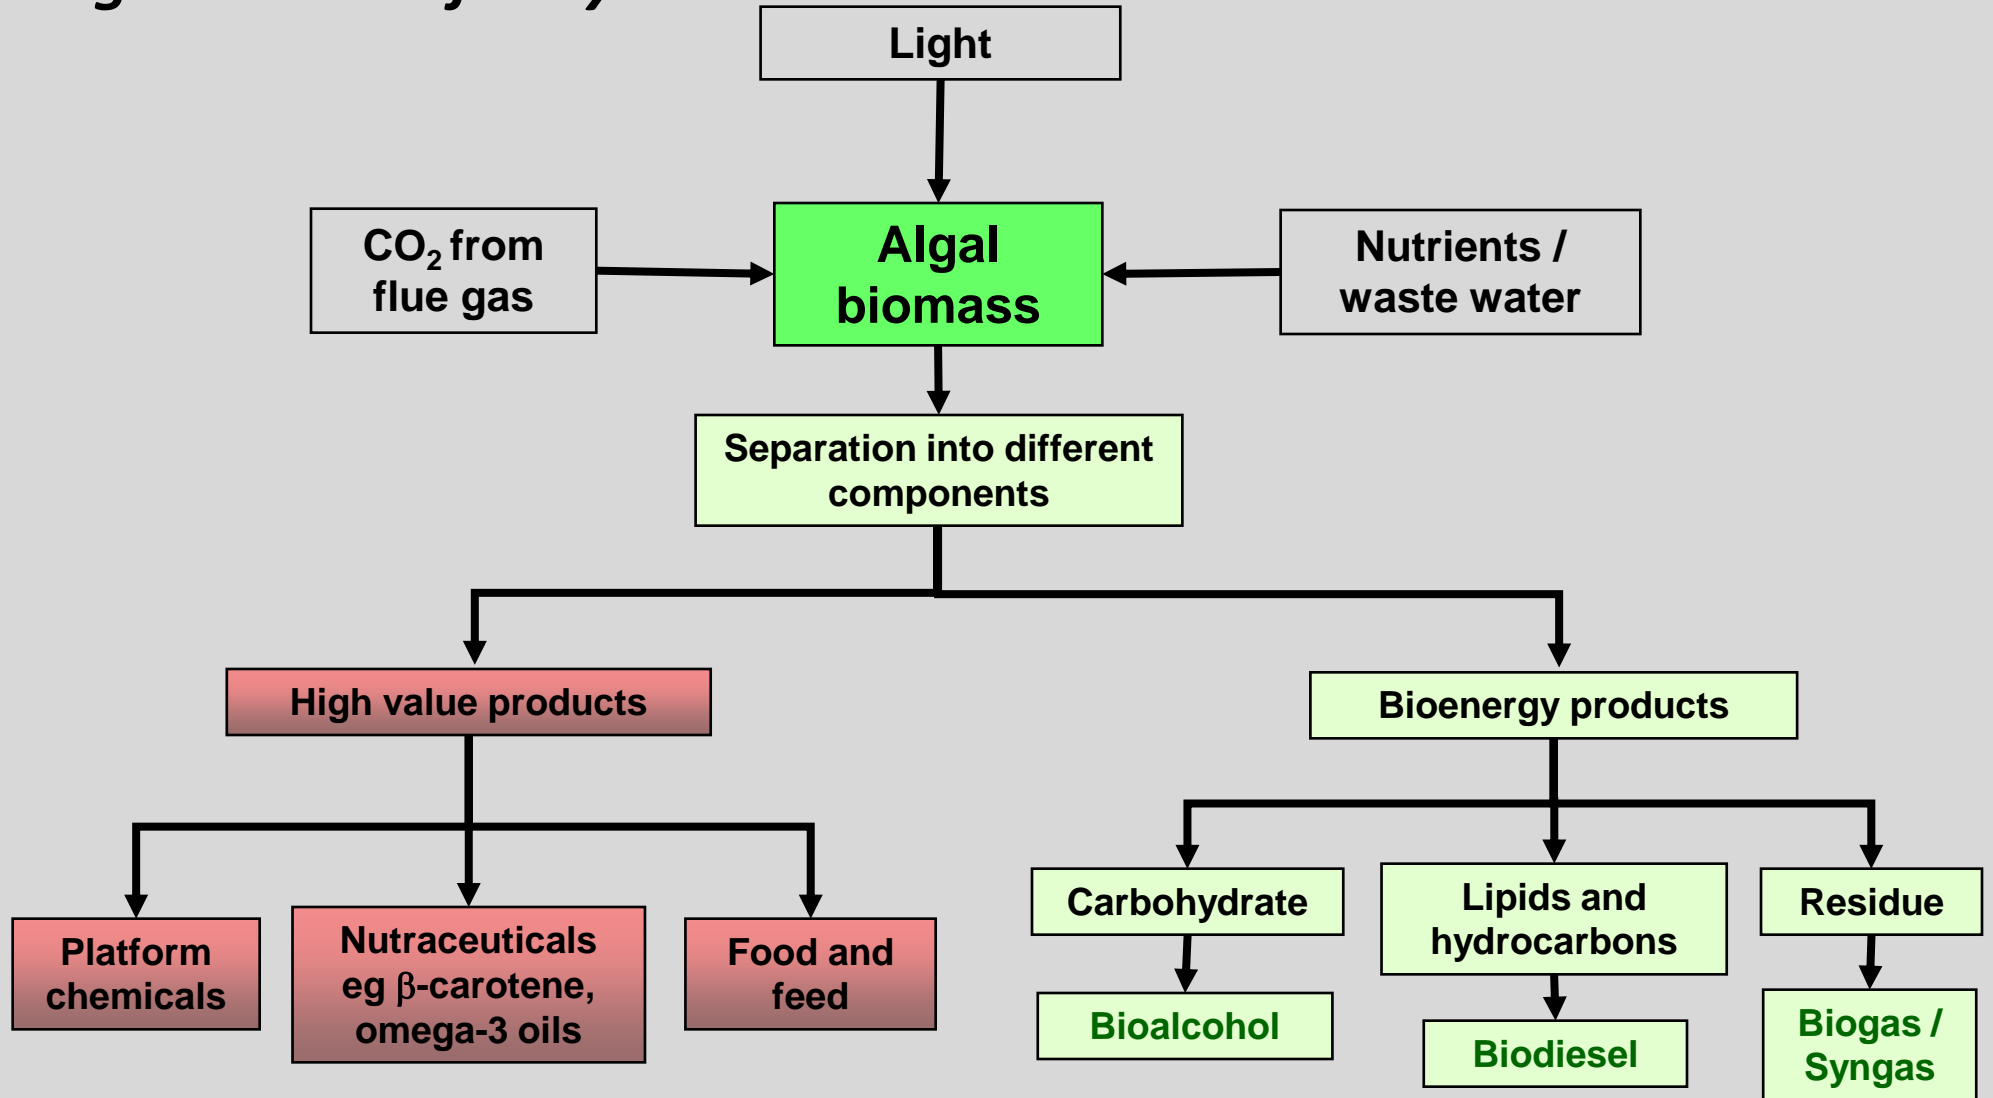 Light
CO₂ from
flue gas
Algal
biomass
Nutrients /
waste water
Separation into different
components
High value products
Bioenergy products
Platform
chemicals
Nutraceuticals
eg β-carotene,
omega-3 oils
Food and
feed
Carbohydrate
Lipids and
hydrocarbons
Residue
Bioalcohol
Biodiesel
Biogas /
Syngas